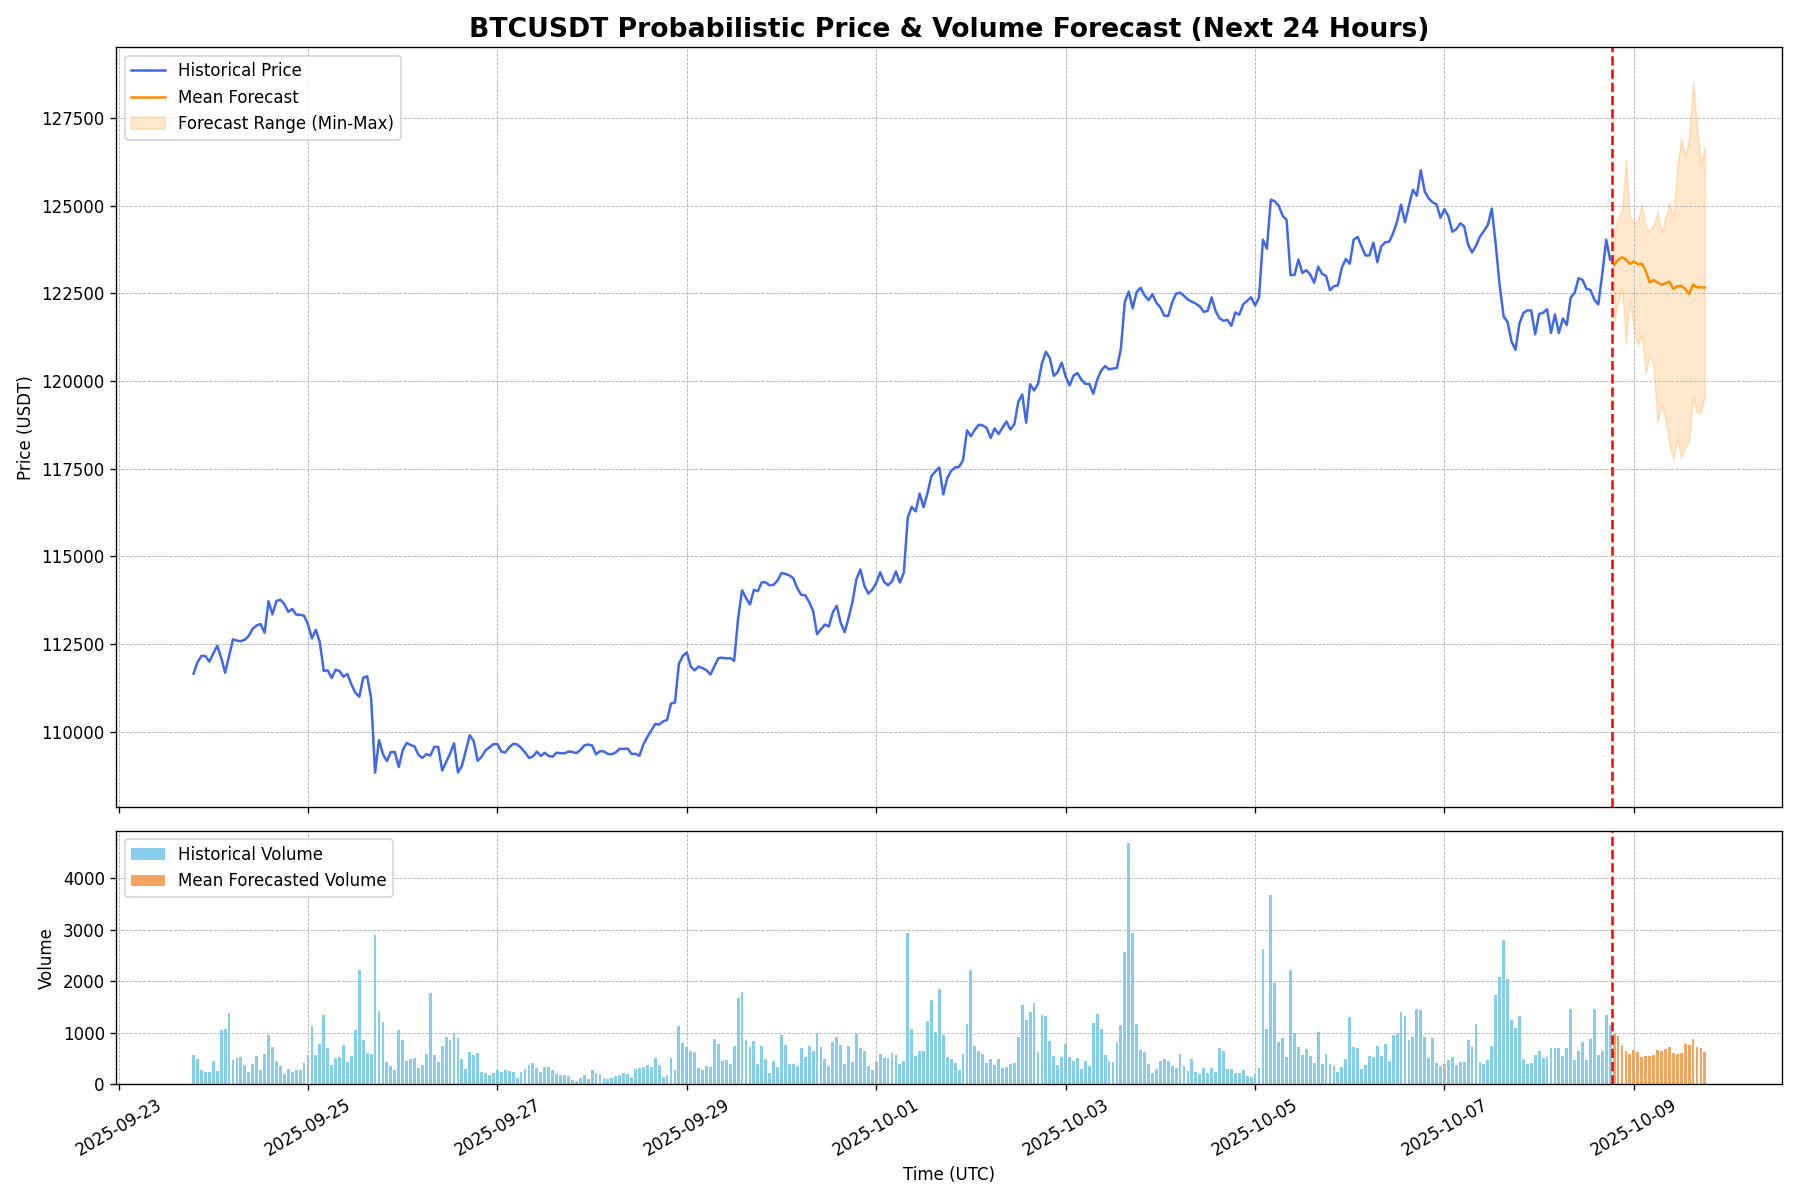 BTCUSDT Probabilistic Price & Volume Forecast (Next 24 Hours)
Historical Price
Mean Forecast
Forecast Range (Min-Max)
127500
125000
122500
120000
117500
115000
112500
110000
Price (USDT)
Historical Volume
Mean Forecasted Volume
4000
3000
2000
1000
0
Volume
2025-09-23
2025-09-25
2025-09-27
2025-09-29
2025-10-01
2025-10-03
2025-10-05
2025-10-07
2025-10-09
Time (UTC)